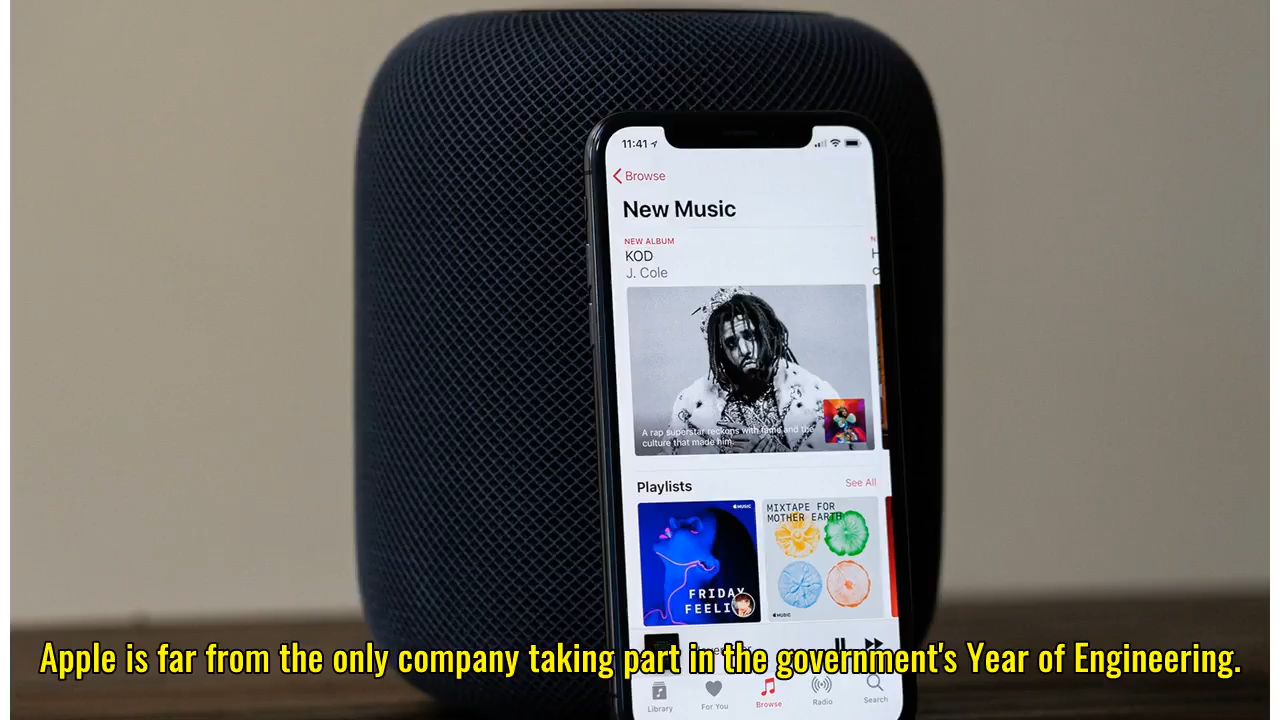 11:41
Browse
New Music
NEW ALBUM
KOD
J. Cole
A rap superstar reckons with fame and the
culture that made him.
Playlists
See All
MUSIC
FRIDAY
MIXTAPE FOR
MOTHER EARTH
MUSIC
Apple is far from the only company taking part in the government's Year of Engineering.
Library
For You
Browse
Radio
Search